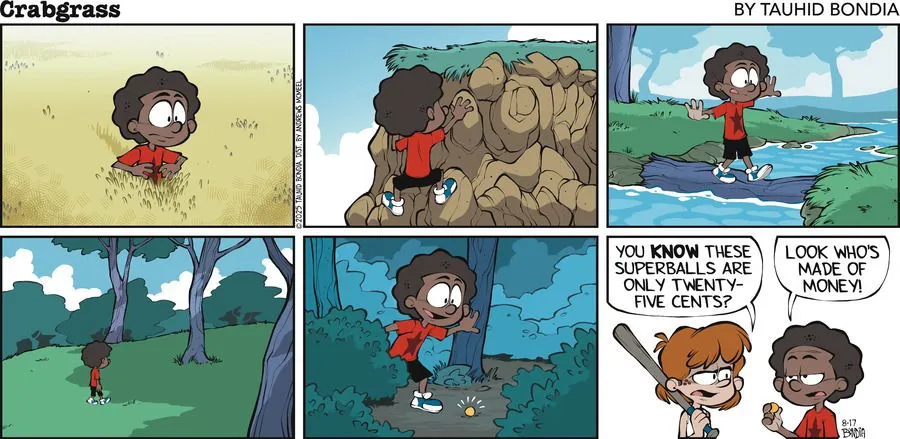 Crabgrass
BY TAUHID BONDIA
©2025 TAUHID BONDIA DIST. BY ANDREWS MCMEEL
YOU KNOW THESE
SUPERBALLS ARE
ONLY TWENTY-
FIVE CENTS?
LOOK WHO'S
MADE OF
MONEY!
8-17
BONDIA